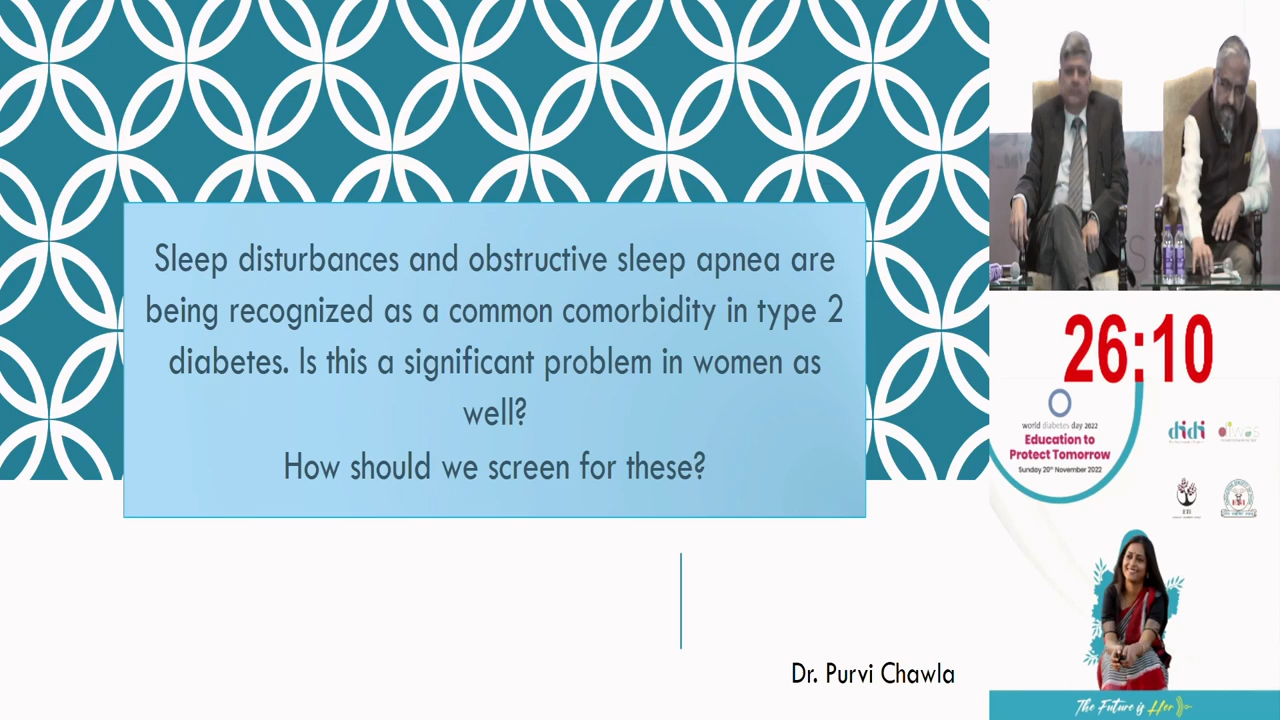 Sleep disturbances and obstructive sleep apnea are
being recognized as a common comorbidity in type 2
diabetes. Is this a significant problem in women as
well?
How should we screen for these?
Dr. Purvi Chawla
26:10
world diabetes day 2022
Education to
Protect Tomorrow
Sunday 20th November 2022
didi
The Future is Her